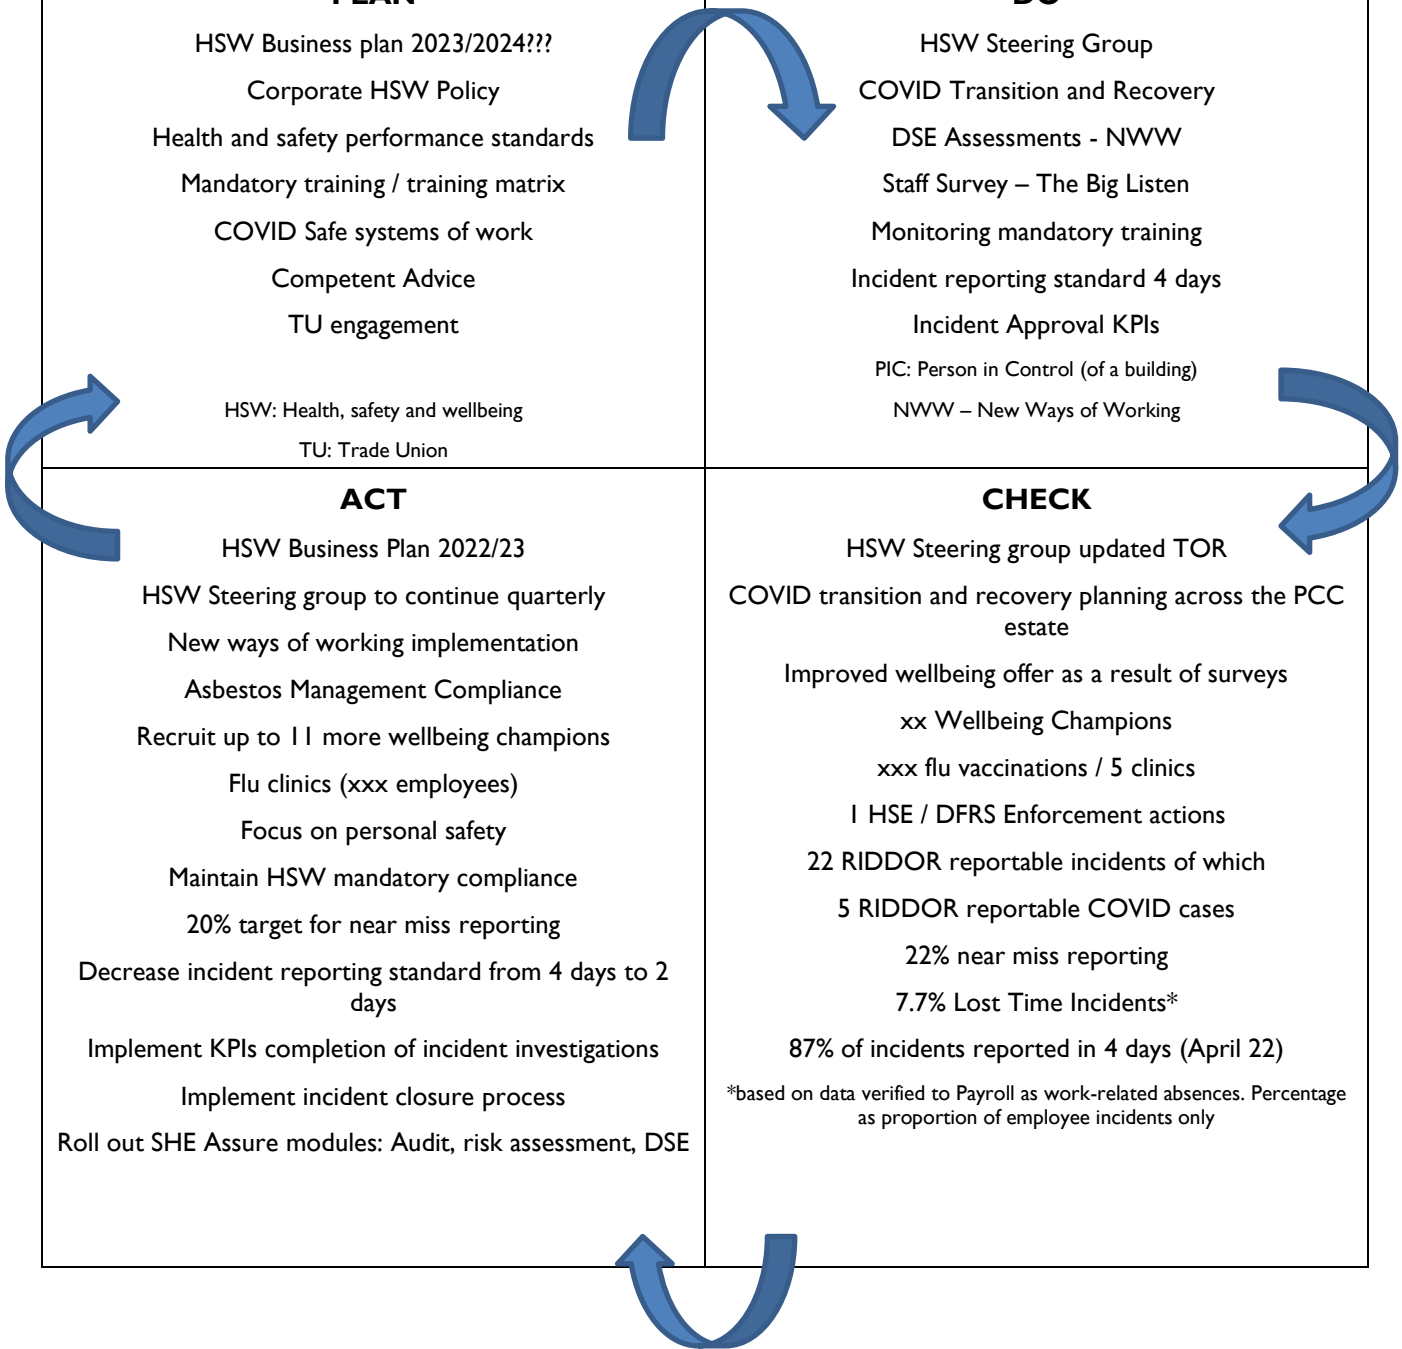 PLAN
HSW Business plan 2023/2024???
Corporate HSW Policy
Health and safety performance standards
Mandatory training / training matrix
COVID Safe systems of work
Competent Advice
TU engagement
HSW: Health, safety and wellbeing
TU: Trade Union
DO
HSW Steering Group
COVID Transition and Recovery
DSE Assessments - NWW
Staff Survey – The Big Listen
Monitoring mandatory training
Incident reporting standard 4 days
Incident Approval KPIs
PIC: Person in Control (of a building)
NWW – New Ways of Working
ACT
HSW Business Plan 2022/23
HSW Steering group to continue quarterly
New ways of working implementation
Asbestos Management Compliance
Recruit up to 11 more wellbeing champions
Flu clinics (xxx employees)
Focus on personal safety
Maintain HSW mandatory compliance
20% target for near miss reporting
Decrease incident reporting standard from 4 days to 2
days
Implement KPIs completion of incident investigations
Implement incident closure process
Roll out SHE Assure modules: Audit, risk assessment, DSE
CHECK
HSW Steering group updated TOR
COVID transition and recovery planning across the PCC
estate
Improved wellbeing offer as a result of surveys
xx Wellbeing Champions
xxx flu vaccinations / 5 clinics
1 HSE / DFRS Enforcement actions
22 RIDDOR reportable incidents of which
5 RIDDOR reportable COVID cases
22% near miss reporting
7.7% Lost Time Incidents*
87% of incidents reported in 4 days (April 22)
*based on data verified to Payroll as work-related absences. Percentage
as proportion of employee incidents only